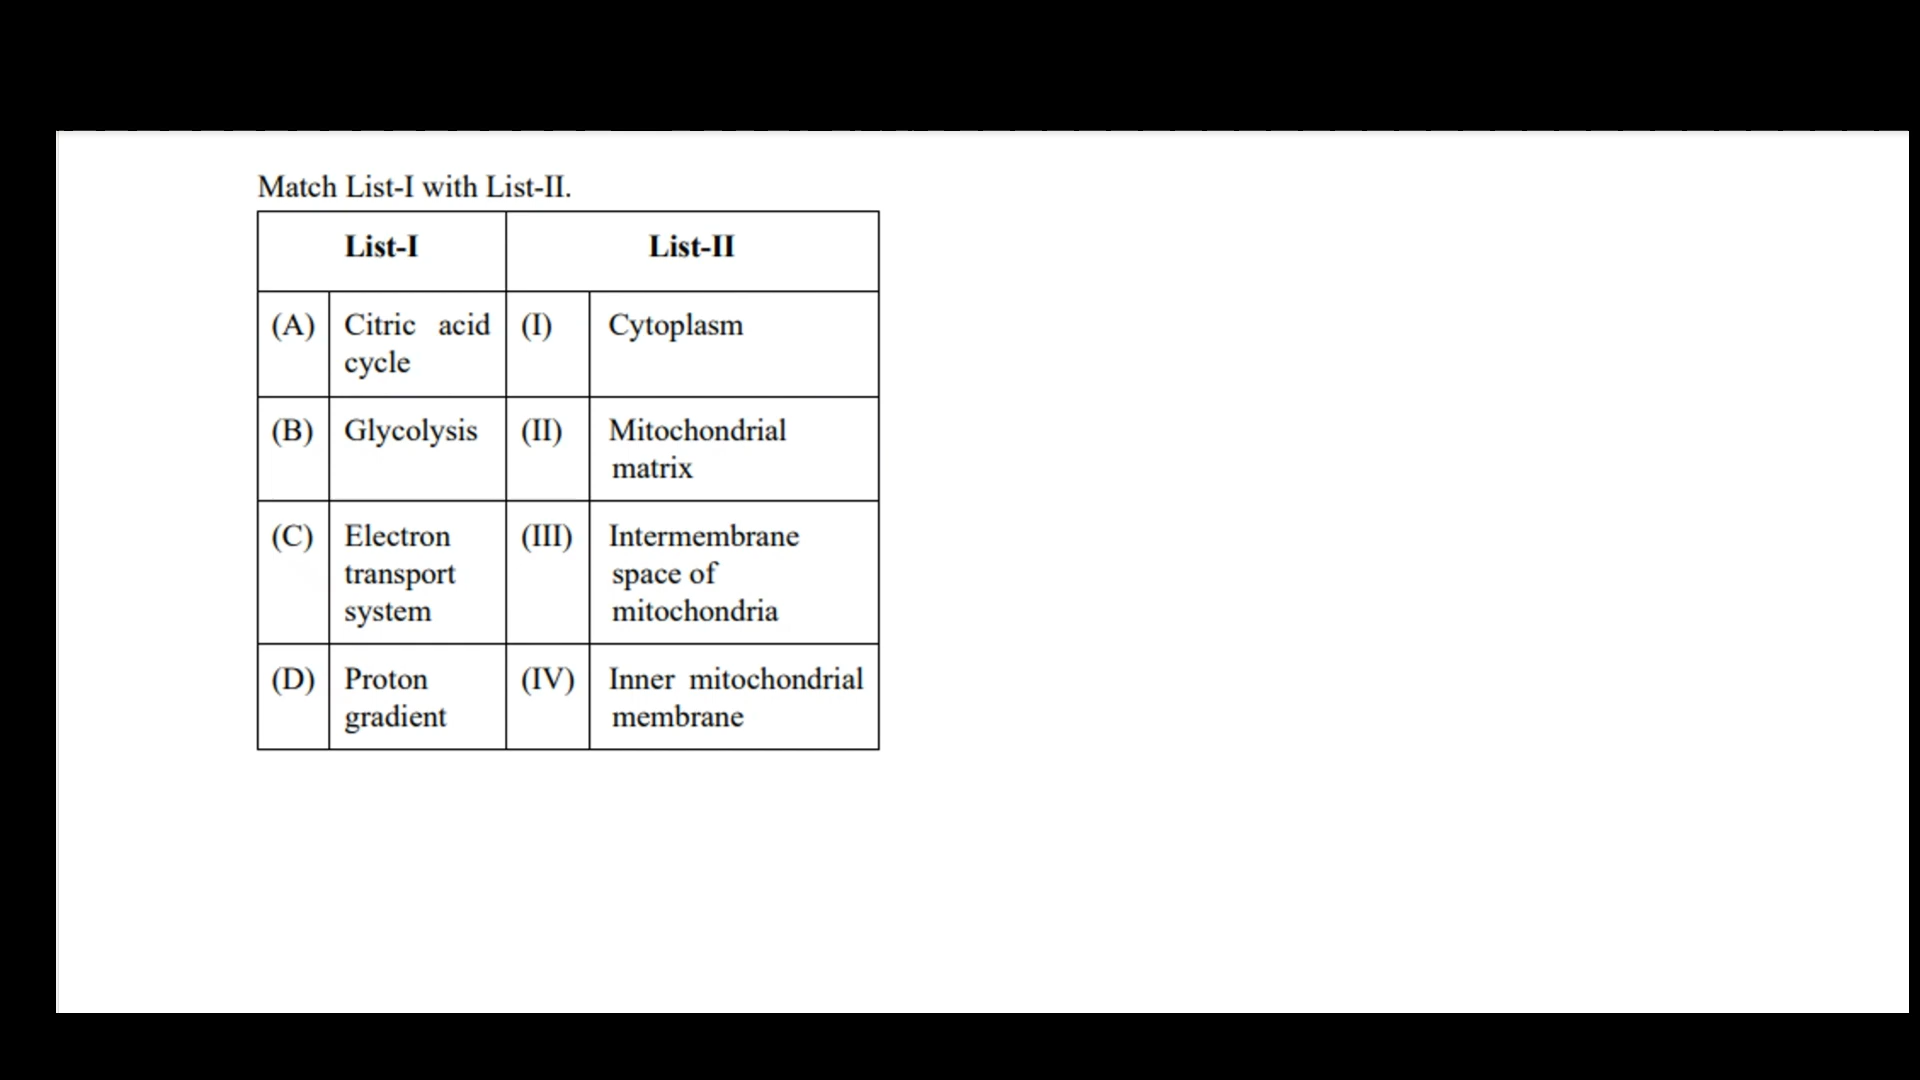 Match List-I with List-II.
List-I List-II
(A) Citric acid (I) Cytoplasm
cycle
(B) Glycolysis (II) Mitochondrial
matrix
(C) Electron (III) Intermembrane
transport space of
system mitochondria
(D) Proton (IV) Inner mitochondrial
gradient membrane